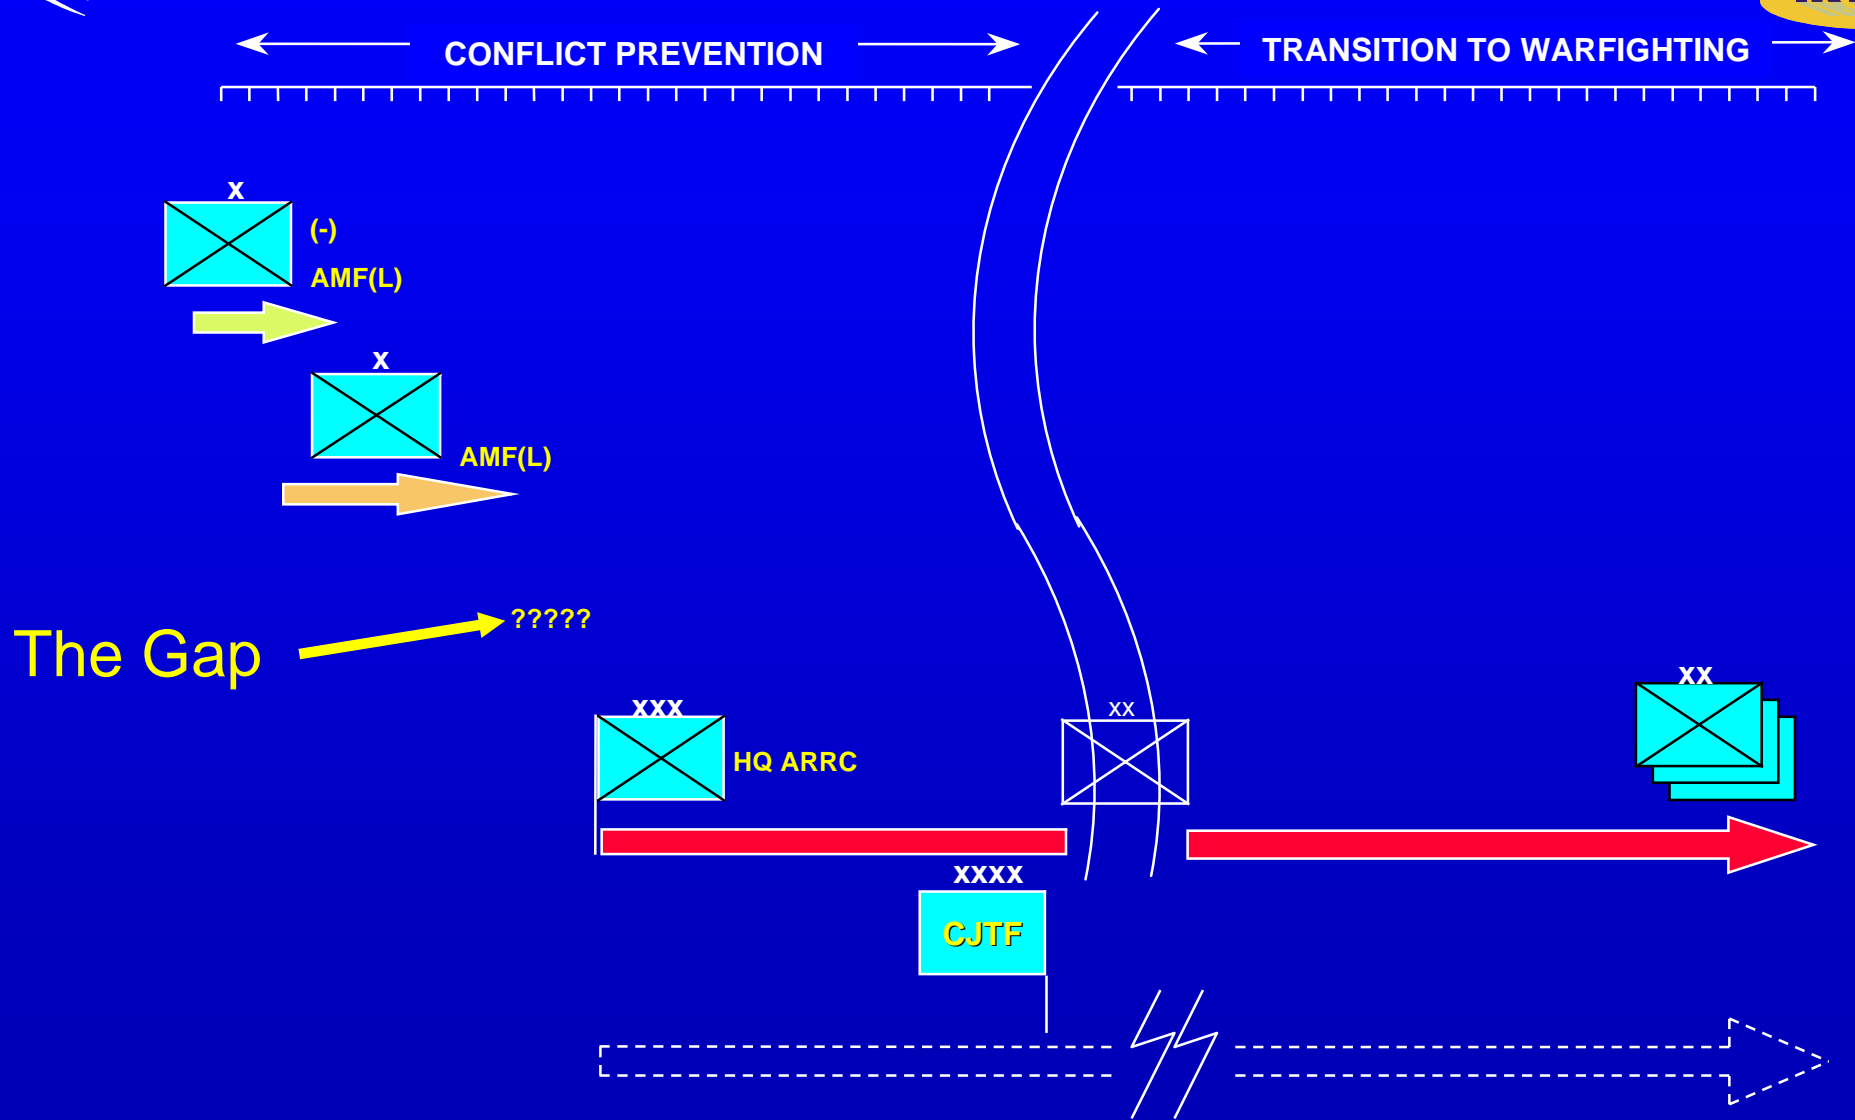 CONFLICT PREVENTION
TRANSITION TO WARFIGHTING
x
(-)
AMF(L)
x
AMF(L)
The Gap
?????
xx
xxx
xx
HQ ARRC
xxxx
CJTF